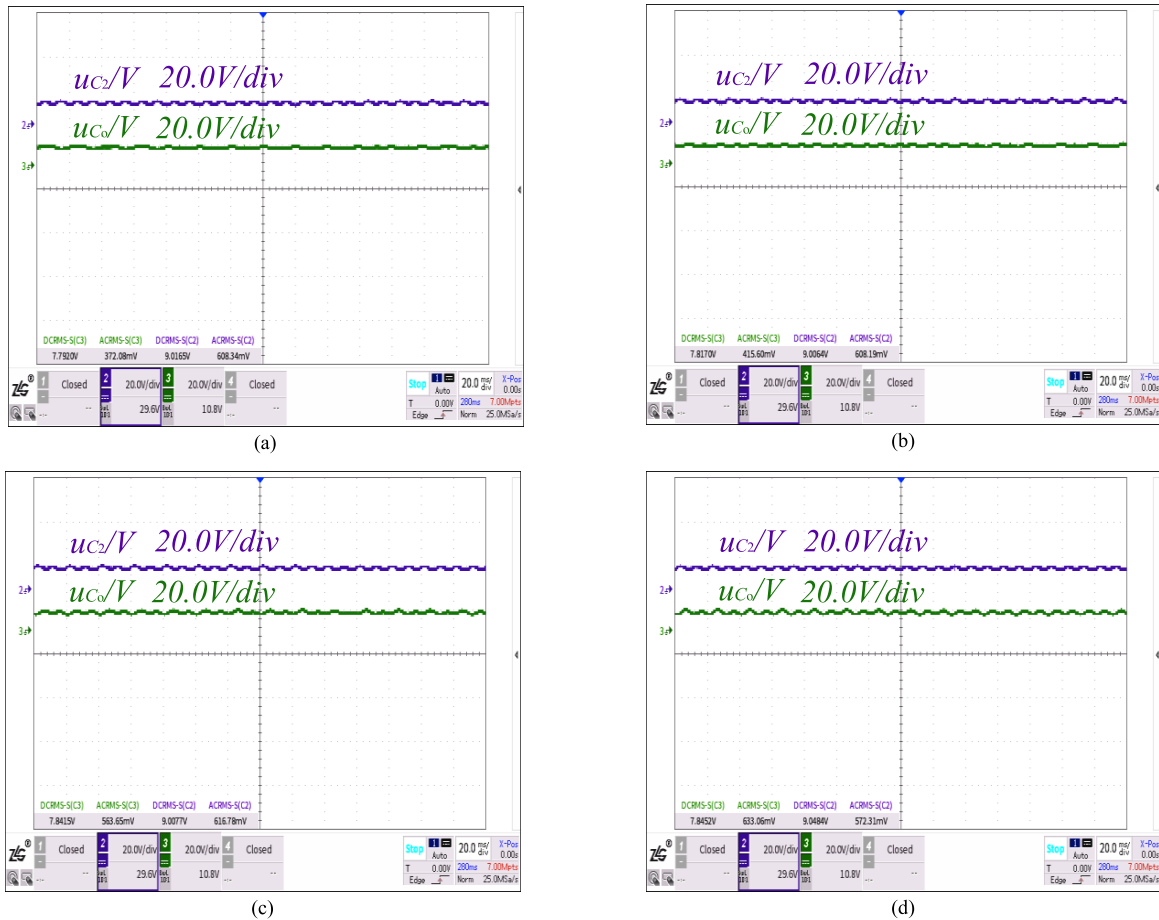 uC2/V 20.0V/div
2
uCo/V 20.0V/div
3
DCRMS-S(C3) ACRMS-S(C3) DCRMS-S(C2) ACRMS-S(C2)
7.7920V 372.08mV 9.0165V 608.34mV
ZLG® 1 Closed 2 20.0V/div 3 20.0V/div 4 Closed Stop 1 Auto 20.0 ms/div X-Pos 0.00s
-:- -- 29.6V 10.8V -:- -- T 0.00V 280ms 7.00Mpts
Edge Norm 25.0MSa/s
(a)
uC2/V 20.0V/div
2
uCo/V 20.0V/div
3
DCRMS-S(C3) ACRMS-S(C3) DCRMS-S(C2) ACRMS-S(C2)
7.8170V 415.60mV 9.0064V 608.19mV
ZLG® 1 Closed 2 20.0V/div 3 20.0V/div 4 Closed Stop 1 Auto 20.0 ms/div X-Pos 0.00s
-:- -- 29.6V 10.8V -:- -- T 0.00V 280ms 7.00Mpts
Edge Norm 25.0MSa/s
(b)
uC2/V 20.0V/div
2
uCo/V 20.0V/div
3
DCRMS-S(C3) ACRMS-S(C3) DCRMS-S(C2) ACRMS-S(C2)
7.8415V 563.65mV 9.0077V 616.78mV
ZLG® 1 Closed 2 20.0V/div 3 20.0V/div 4 Closed Stop 1 Auto 20.0 ms/div X-Pos 0.00s
-:- -- 29.6V 10.8V -:- -- T 0.00V 280ms 7.00Mpts
Edge Norm 25.0MSa/s
(c)
uC2/V 20.0V/div
2
uCo/V 20.0V/div
3
DCRMS-S(C3) ACRMS-S(C3) DCRMS-S(C2) ACRMS-S(C2)
7.8452V 633.06mV 9.0484V 572.31mV
ZLG® 1 Closed 2 20.0V/div 3 20.0V/div 4 Closed Stop 1 Auto 20.0 ms/div X-Pos 0.00s
-:- -- 29.6V 10.8V -:- -- T 0.00V 280ms 7.00Mpts
Edge Norm 25.0MSa/s
(d)